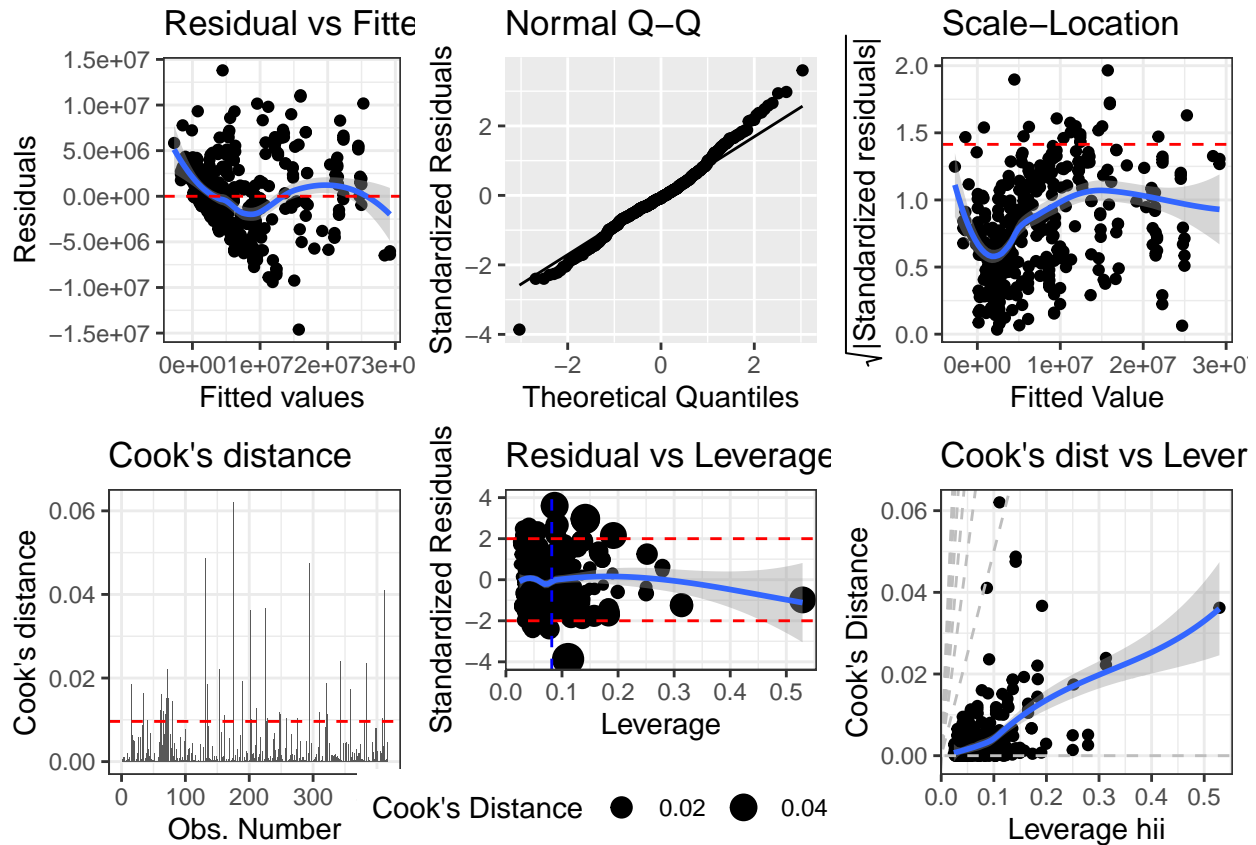 Residual vs Fitte
Residuals
1.5e+07
1.0e+07
5.0e+06
0.0e+00
−5.0e+06
−1.0e+07
−1.5e+07
0e+001e+072e+073e+0
Fitted values
Normal Q−Q
Standardized Residuals
2
0
−2
−4
−2 0 2
Theoretical Quantiles
Scale−Location
√|Standardized residuals|
2.0
1.5
1.0
0.5
0.0
0e+00 1e+07 2e+07 3e+0
Fitted Value
Cook's distance
Cook's distance
0.06
0.04
0.02
0.00
0 100 200 300
Obs. Number
Residual vs Leverage
Standardized Residuals
4
2
0
−2
−4
0.0 0.1 0.2 0.3 0.4 0.5
Leverage
Cook's Distance 0.02 0.04
Cook's dist vs Lever
Cook's Distance
0.06
0.04
0.02
0.00
0.0 0.1 0.2 0.3 0.4 0.5
Leverage hii